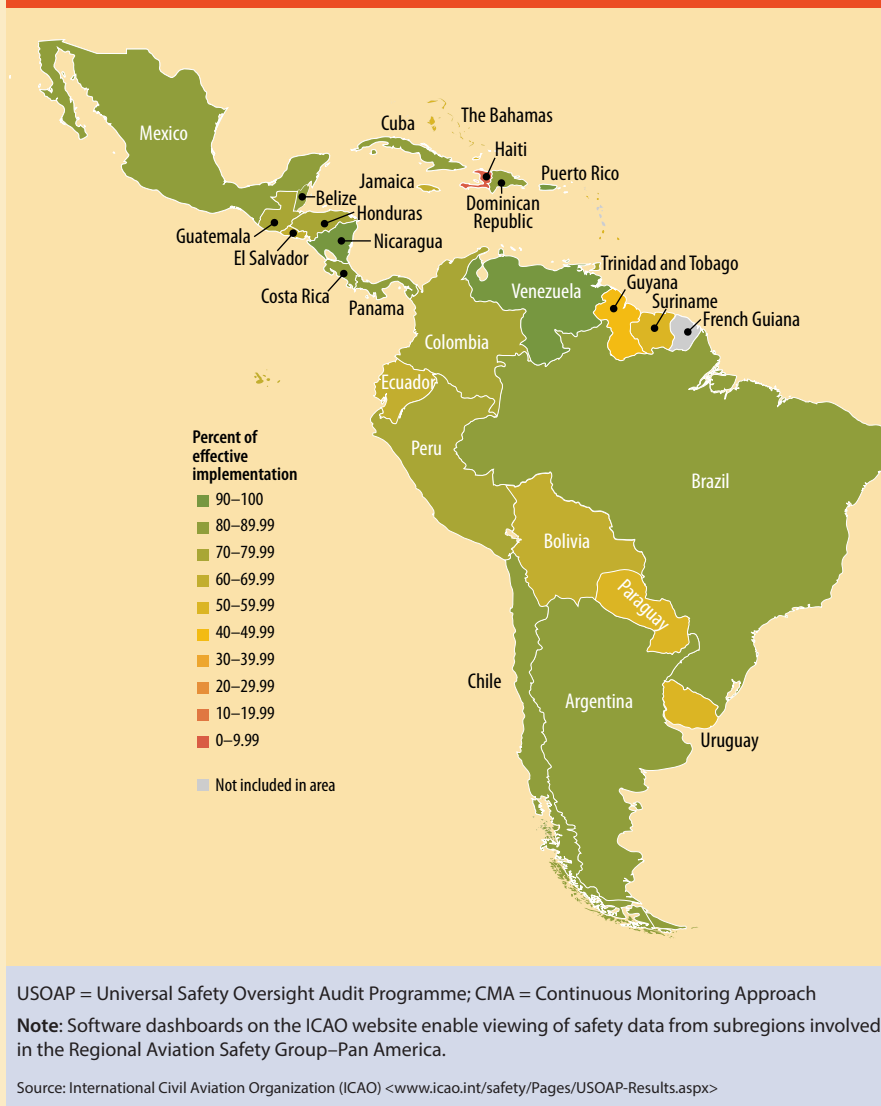 Mexico
Cuba
The Bahamas
Haiti
Jamaica
Puerto Rico
Dominican
Republic
Belize
Honduras
Guatemala
Nicaragua
El Salvador
Costa Rica
Panama
Trinidad and Tobago
Guyana
Suriname
French Guiana
Venezuela
Colombia
Ecuador
Peru
Brazil
Bolivia
Paraguay
Chile
Argentina
Uruguay
Percent of
effective
implementation
90–100
80–89.99
70–79.99
60–69.99
50–59.99
40–49.99
30–39.99
20–29.99
10–19.99
0–9.99
Not included in area
USOAP = Universal Safety Oversight Audit Programme; CMA = Continuous Monitoring Approach
Note: Software dashboards on the ICAO website enable viewing of safety data from subregions involved
in the Regional Aviation Safety Group–Pan America.
Source: International Civil Aviation Organization (ICAO) <www.icao.int/safety/Pages/USOAP-Results.aspx>